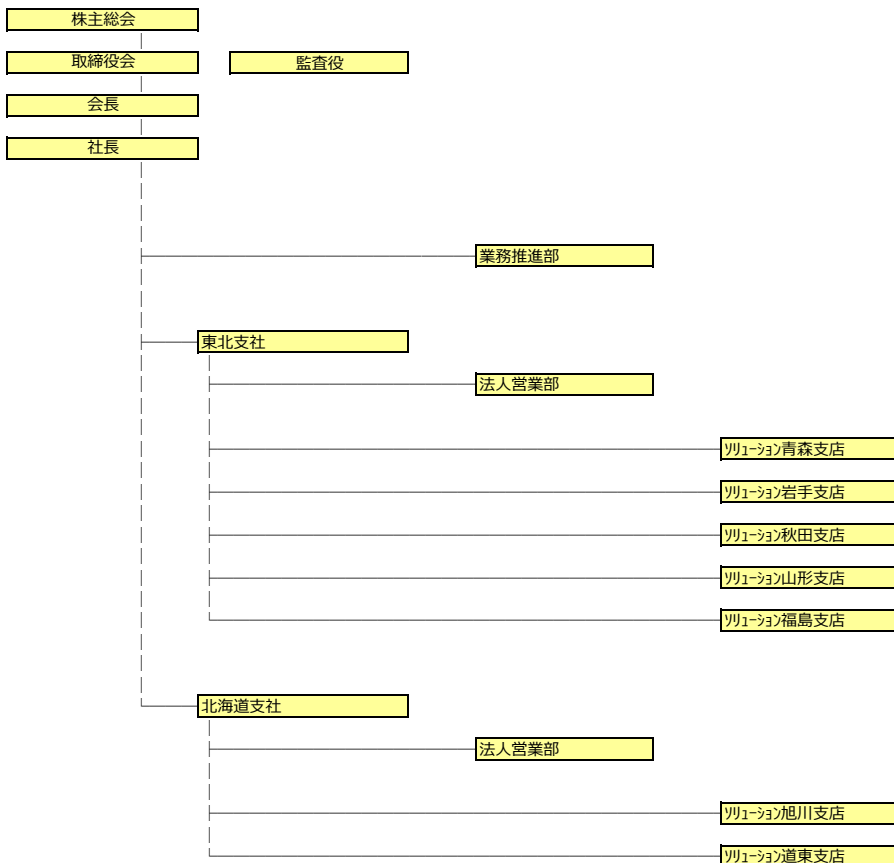 株主総会
取締役会 監査役
会長
社長
業務推進部
東北支社
法人営業部
ｿﾘｭｰｼｮﾝ青森支店
ｿﾘｭｰｼｮﾝ岩手支店
ｿﾘｭｰｼｮﾝ秋田支店
ｿﾘｭｰｼｮﾝ山形支店
ｿﾘｭｰｼｮﾝ福島支店
北海道支社
法人営業部
ｿﾘｭｰｼｮﾝ旭川支店
ｿﾘｭｰｼｮﾝ道東支店